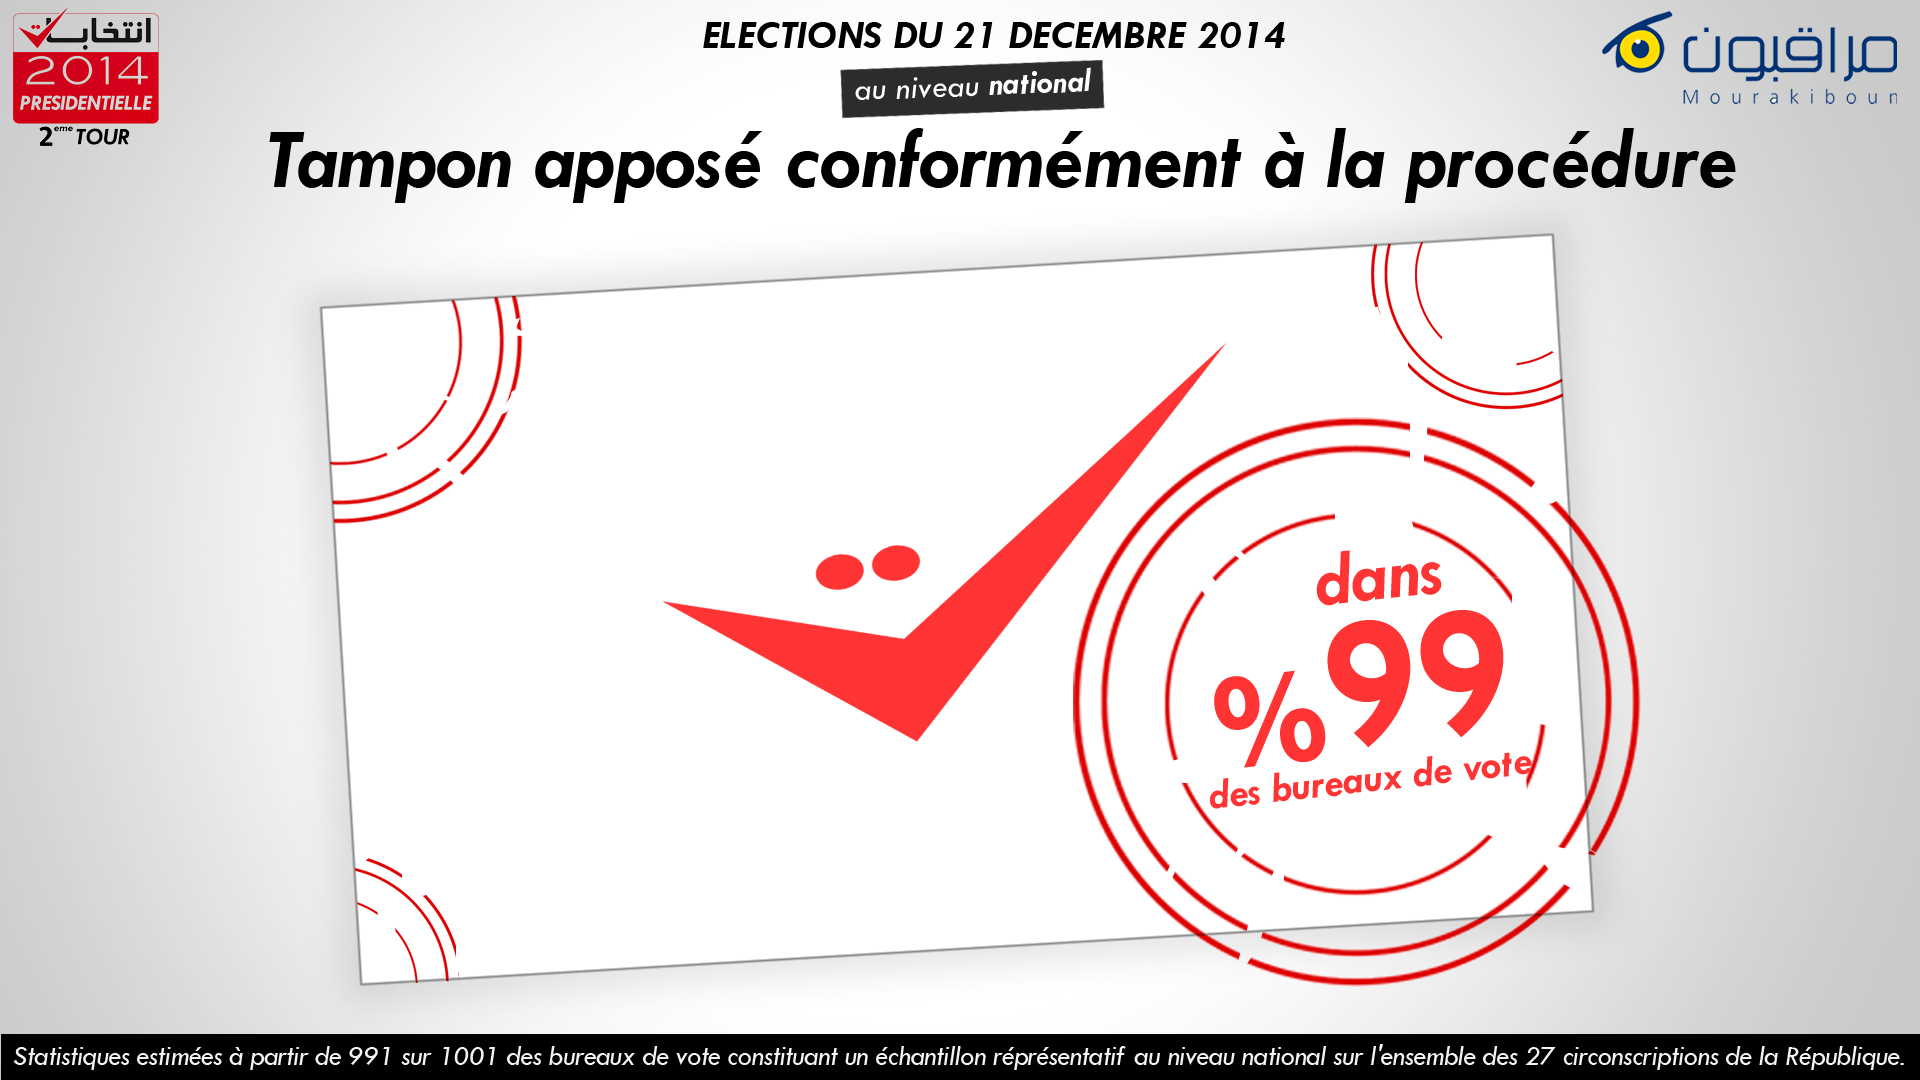 انتخابات
2014
PRESIDENTIELLE
2eme TOUR
ELECTIONS DU 21 DECEMBRE 2014
au niveau national
مراقبون
Mourakiboun
Tampon apposé conformément à la procédure
dans
%99
des bureaux de vote
Statistiques estimées à partir de 991 sur 1001 des bureaux de vote constituant un échantillon réprésentatif au niveau national sur l'ensemble des 27 circonscriptions de la République.